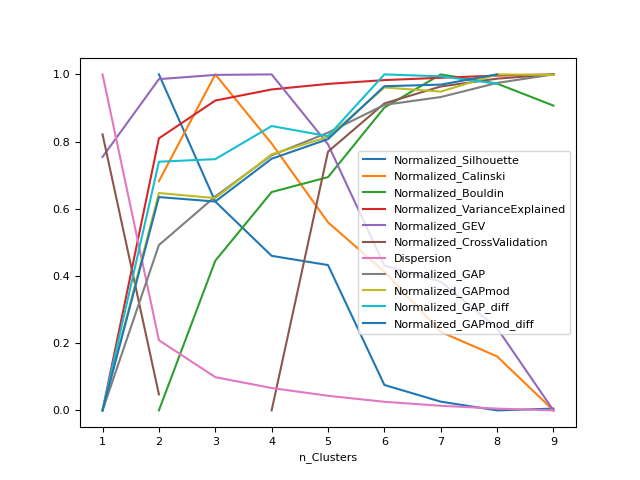 1.0
0.8
0.6
0.4
0.2
0.0
1 2 3 4 5 6 7 8 9
n_Clusters
Normalized_Silhouette
Normalized_Calinski
Normalized_Bouldin
Normalized_VarianceExplained
Normalized_GEV
Normalized_CrossValidation
Dispersion
Normalized_GAP
Normalized_GAPmod
Normalized_GAP_diff
Normalized_GAPmod_diff